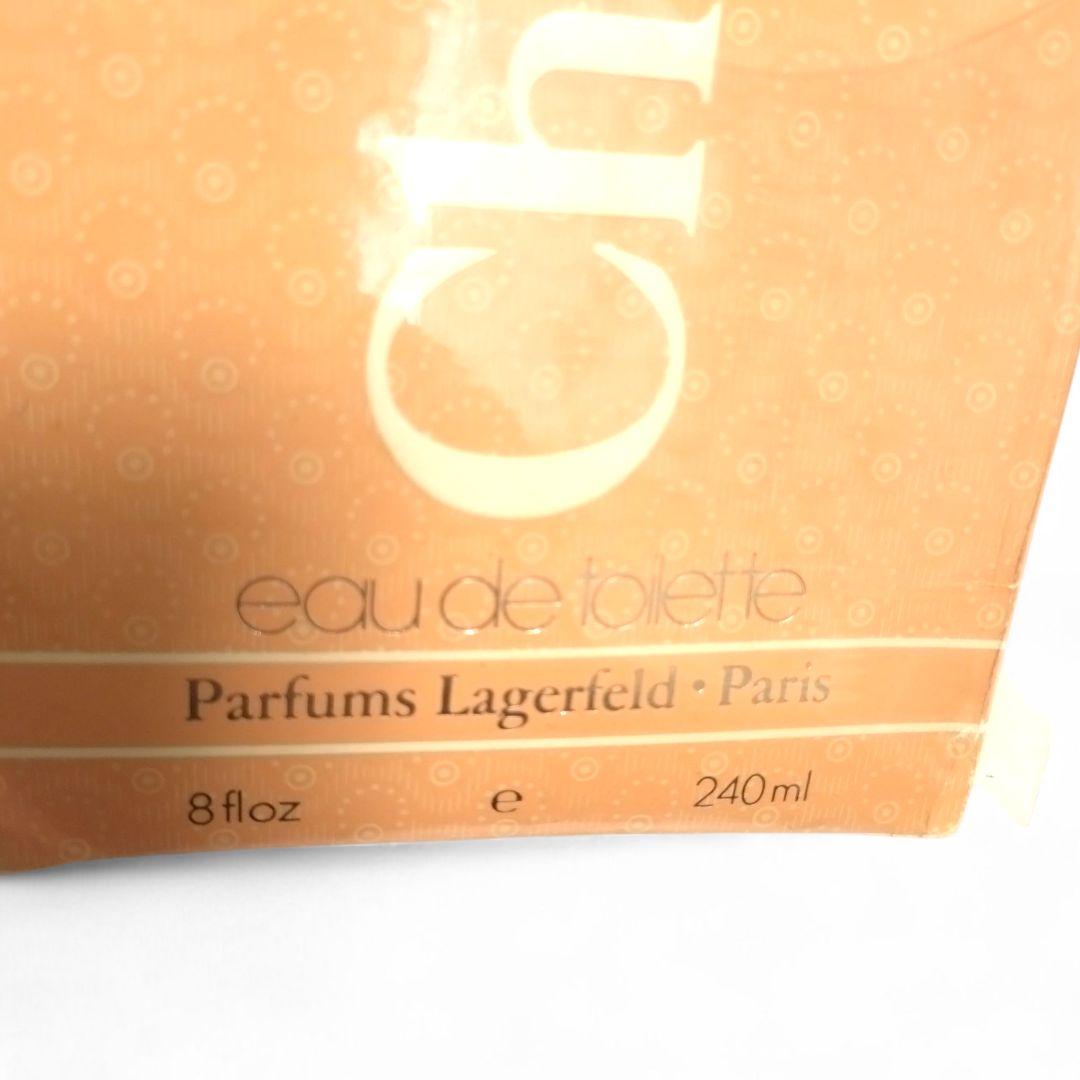 Ch
eau de toilette
Parfums Lagerfeld • Paris
8 fl oz e 240 ml